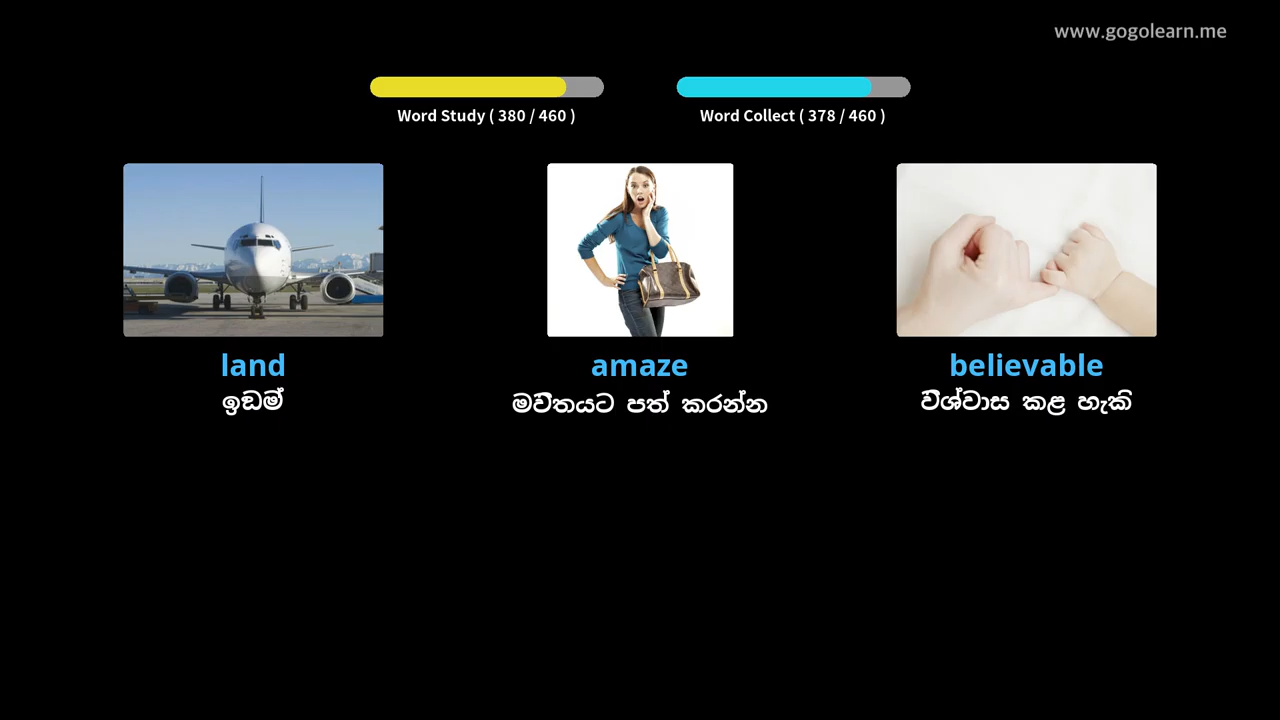 www.gogolearn.me
Word Study ( 380 / 460 )
Word Collect ( 378 / 460 )
land
amaze
believable
ඉඩම්
මවිතයට පත් කරන්න
විශ්වාස කළ හැකි